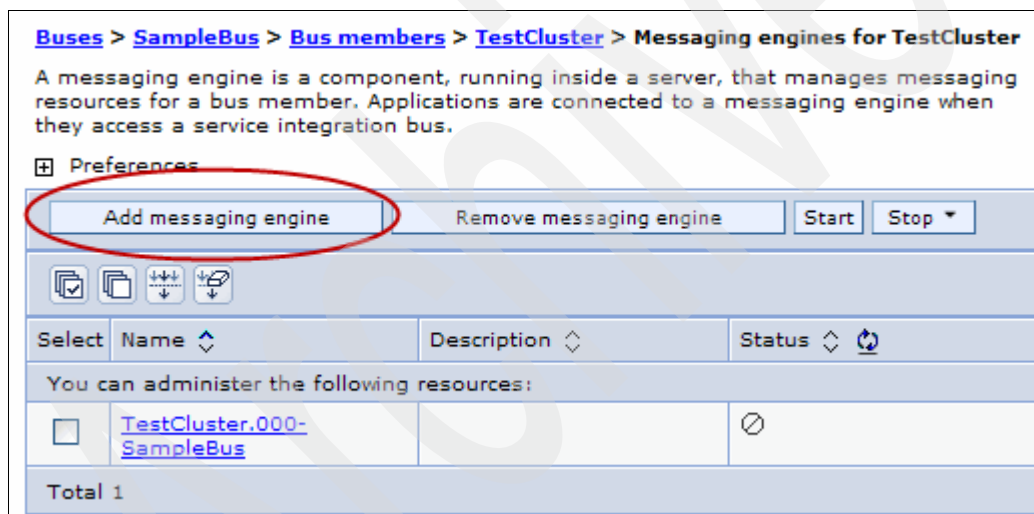 Buses > SampleBus > Bus members > TestCluster > Messaging engines for TestCluster
A messaging engine is a component, running inside a server, that manages messaging
resources for a bus member. Applications are connected to a messaging engine when
they access a service integration bus.
Preferences
Add messaging engine Remove messaging engine Start Stop
Select Name Description Status
You can administer the following resources:
TestCluster.000-
SampleBus
Total 1